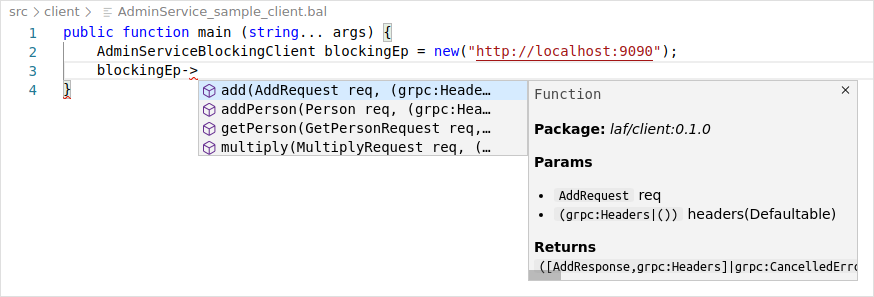 src > client > AdminService_sample_client.bal
1 public function main (string... args) {
2 AdminServiceBlockingClient blockingEp = new("http://localhost:9090");
3 blockingEp->
4 }
add(AddRequest req, (grpc:Heade…
addPerson(Person req, (grpc:Hea…
getPerson(GetPersonRequest req,…
multiply(MultiplyRequest req, (…
Function ×
Package: laf/client:0.1.0
Params
• AddRequest req
• (grpc:Headers|()) headers(Defaultable)
Returns
([AddResponse,grpc:Headers]|grpc:CancelledErro